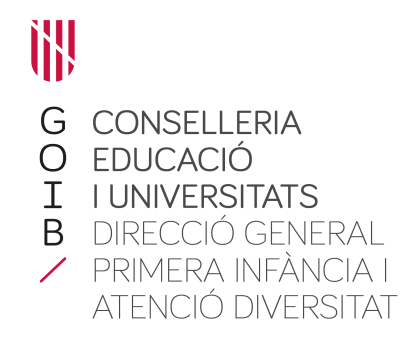 G CONSELLERIA
O EDUCACIÓ
I I UNIVERSITATS
B DIRECCIÓ GENERAL
/ PRIMERA INFÀNCIA I
ATENCIÓ DIVERSITAT